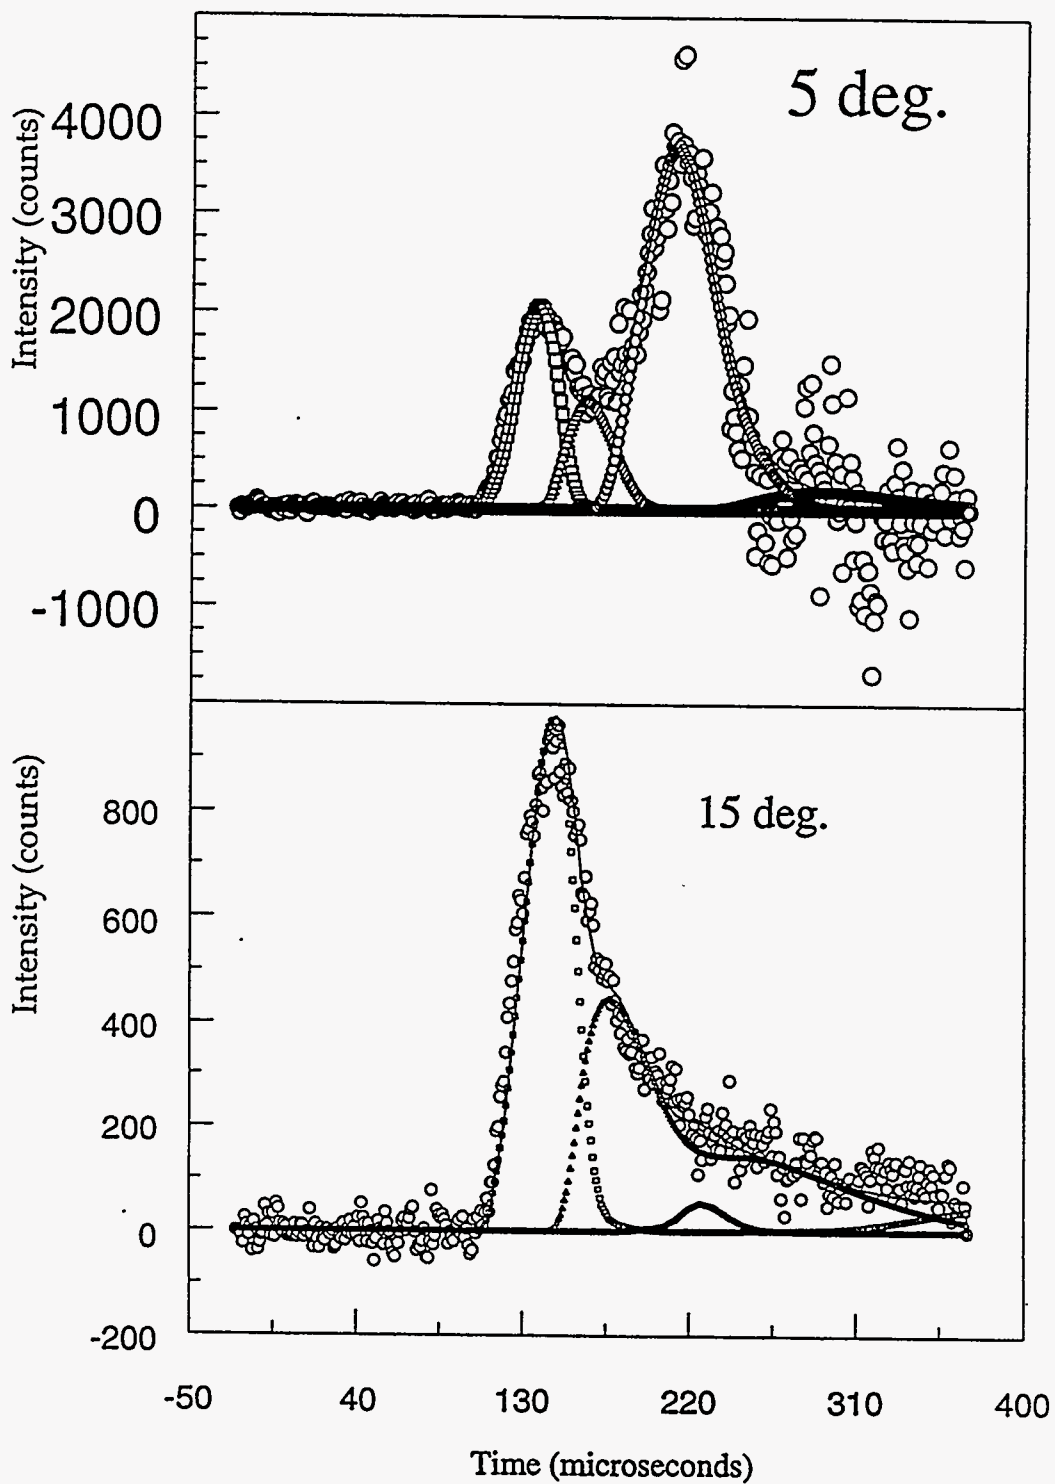 5 deg.
Intensity (counts)
4000
3000
2000
1000
0
-1000
15 deg.
Intensity (counts)
800
600
400
200
0
-200
-50 40 130 220 310 400
Time (microseconds)